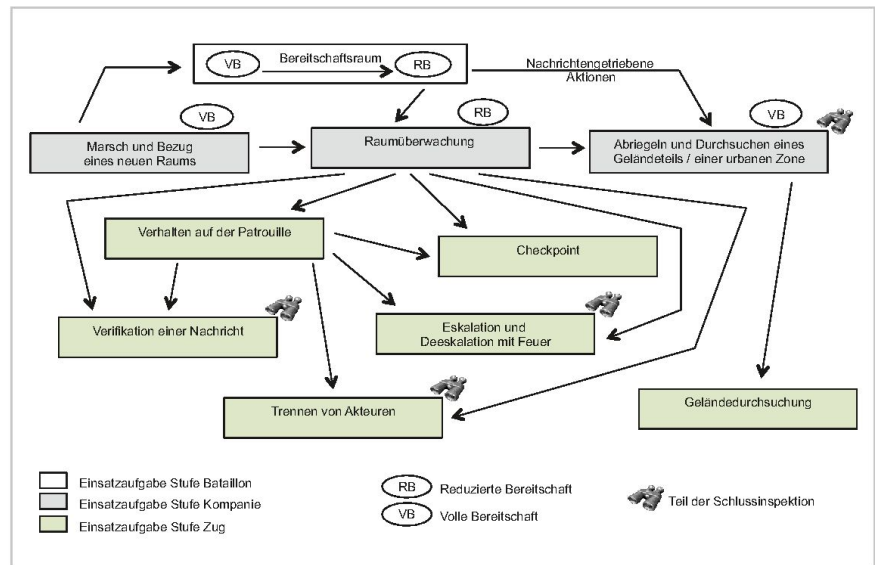 Bereitschaftsraum
VB
RB
Nachrichtengetriebene
Aktionen
VB
RB
VB
Marsch und Bezug
eines neuen Raums
Raumüberwachung
Abriegeln und Durchsuchen eines
Geländeteils / einer urbanen Zone
Verhalten auf der Patrouille
Checkpoint
Verifikation einer Nachricht
Eskalation und
Deeskalation mit Feuer
Trennen von Akteuren
Geländedurchsuchung
Einsatzaufgabe Stufe Bataillon
Einsatzaufgabe Stufe Kompanie
Einsatzaufgabe Stufe Zug
RB Reduzierte Bereitschaft
VB Volle Bereitschaft
Teil der Schlussinspektion